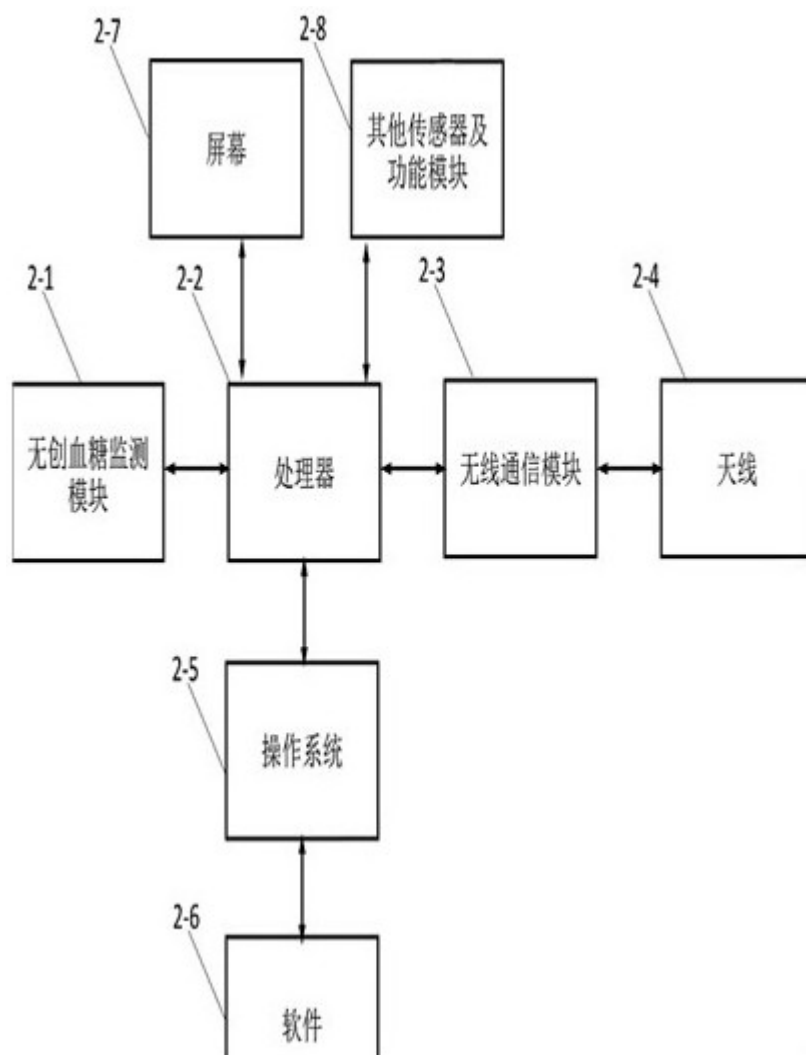 2-7
2-8
屏幕
其他传感器及
功能模块
2-1
2-2
2-3
2-4
无创血糖监测
模块
处理器
无线通信模块
天线
2-5
操作系统
2-6
软件